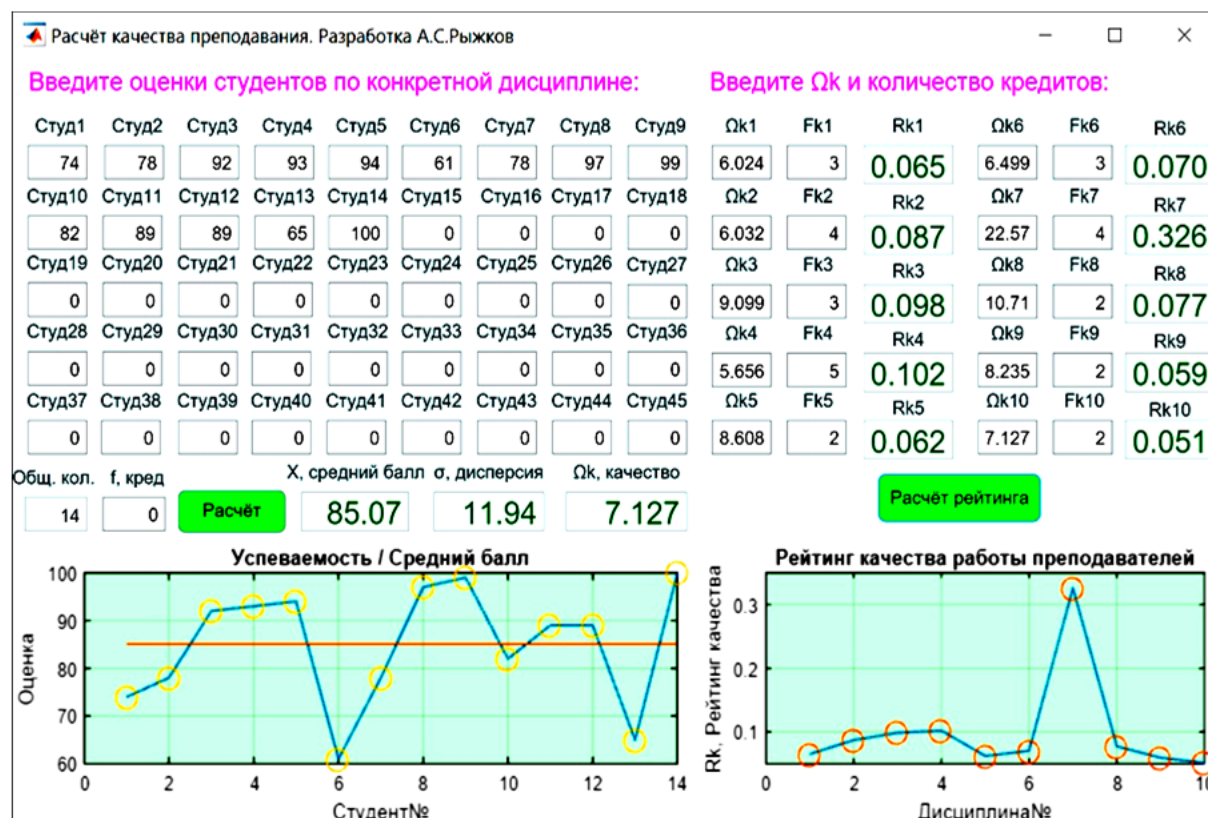 Расчёт качества преподавания. Разработка А.С.Рыжков
Введите оценки студентов по конкретной дисциплине:
Введите Ωk и количество кредитов:
Студ1 Студ2 Студ3 Студ4 Студ5 Студ6 Студ7 Студ8 Студ9 Ωk1 Fk1 Rk1 Ωk6 Fk6 Rk6
74 78 92 93 94 61 78 97 99 6.024 3 0.065 6.499 3 0.070
Студ10 Студ11 Студ12 Студ13 Студ14 Студ15 Студ16 Студ17 Студ18 Ωk2 Fk2 Rk2 Ωk7 Fk7 Rk7
82 89 89 65 100 0 0 0 0 6.032 4 0.087 22.57 4 0.326
Студ19 Студ20 Студ21 Студ22 Студ23 Студ24 Студ25 Студ26 Студ27 Ωk3 Fk3 Rk3 Ωk8 Fk8 Rk8
0 0 0 0 0 0 0 0 0 9.099 3 0.098 10.71 2 0.077
Студ28 Студ29 Студ30 Студ31 Студ32 Студ33 Студ34 Студ35 Студ36 Ωk4 Fk4 Rk4 Ωk9 Fk9 Rk9
0 0 0 0 0 0 0 0 0 5.656 5 0.102 8.235 2 0.059
Студ37 Студ38 Студ39 Студ40 Студ41 Студ42 Студ43 Студ44 Студ45 Ωk5 Fk5 Rk5 Ωk10 Fk10 Rk10
0 0 0 0 0 0 0 0 0 8.608 2 0.062 7.127 2 0.051
Общ. кол. f, кред X, средний балл σ, дисперсия Ωk, качество
14 0 Расчёт 85.07 11.94 7.127 Расчёт рейтинга
Успеваемость / Средний балл
Оценка
100
90
80
70
60
0 2 4 6 8 10 12 14
Студент№
Рейтинг качества работы преподавателей
Rk, Рейтинг качества
0.3
0.2
0.1
0 2 4 6 8 10
Дисциплина№